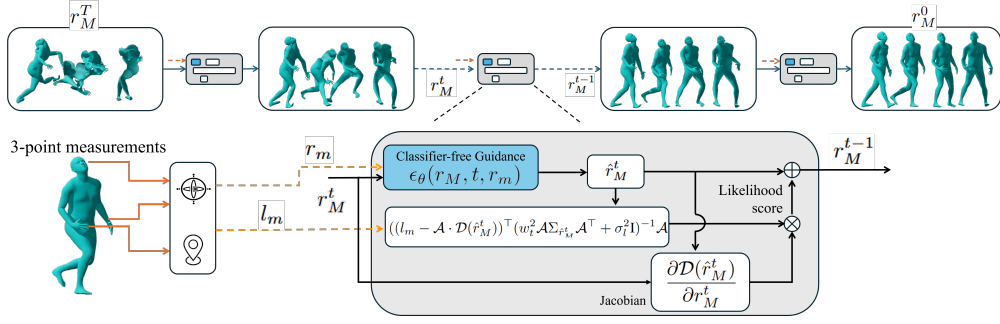 r_M^T
r_M^t
r_M^{t-1}
r_M^0
3-point measurements
r_m
r_M^t
l_m
Classifier-free Guidance
ϵ_θ(r_M, t, r_m)
r̂_M^t
r_M^{t-1}
Likelihood
score
((l_m − 𝒜 · 𝒟(r̂_M^t))^⊤(w_t^2 𝒜Σ_{r̂_M^t}𝒜^⊤ + σ_t^2 I)^{−1}𝒜
∂𝒟(r̂_M^t)
∂r_M^t
Jacobian